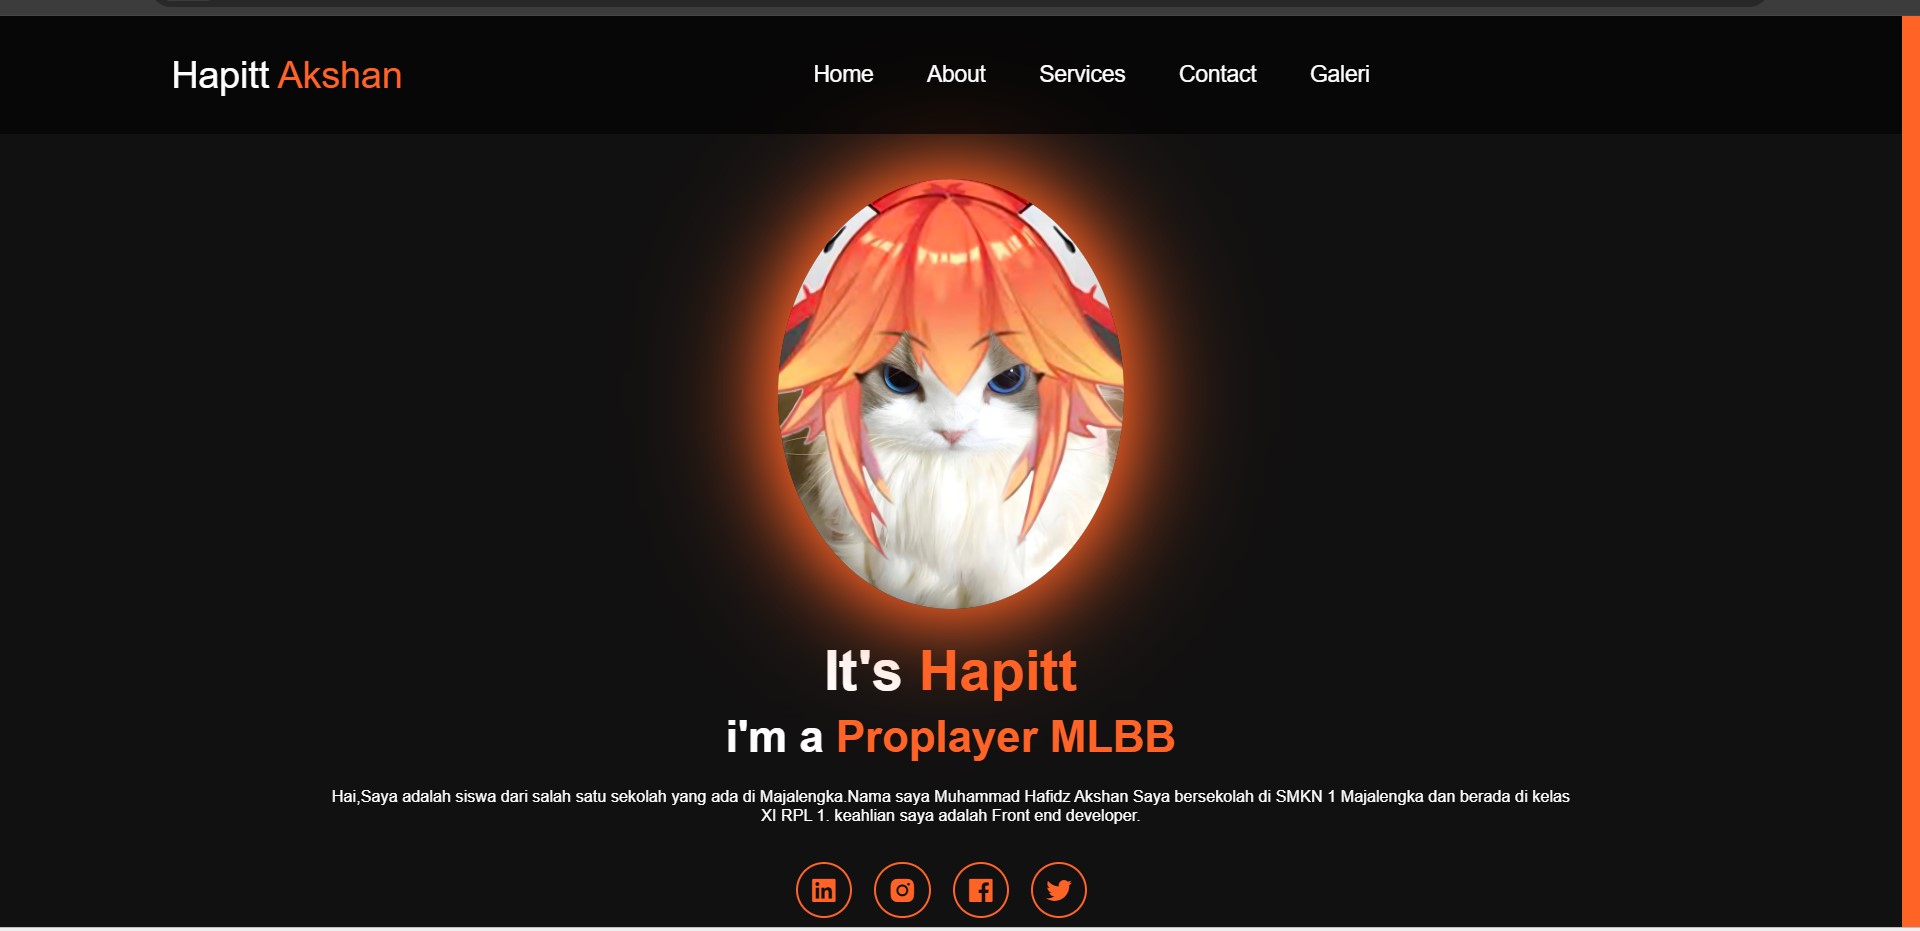 Hapitt Akshan
Home About Services Contact Galeri
It's Hapitt
i'm a Proplayer MLBB
Hai,Saya adalah siswa dari salah satu sekolah yang ada di Majalengka.Nama saya Muhammad Hafidz Akshan Saya bersekolah di SMKN 1 Majalengka dan berada di kelas
XI RPL 1. keahlian saya adalah Front end developer.